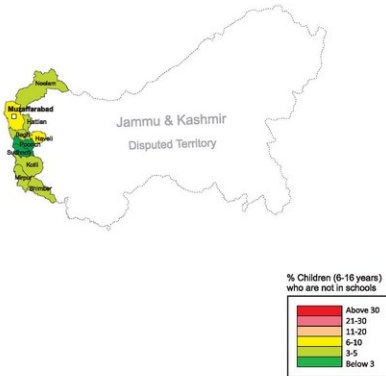 Neelam
Muzaffarabad
Hattian
Bagh
Haveli
Poonch
Sudhnoti
Kotli
Mirpur
Bhimber
Jammu & Kashmir
Disputed Territory
% Children (6-16 years)
who are not in schools
Above 30
21-30
11-20
6-10
3-5
Below 3